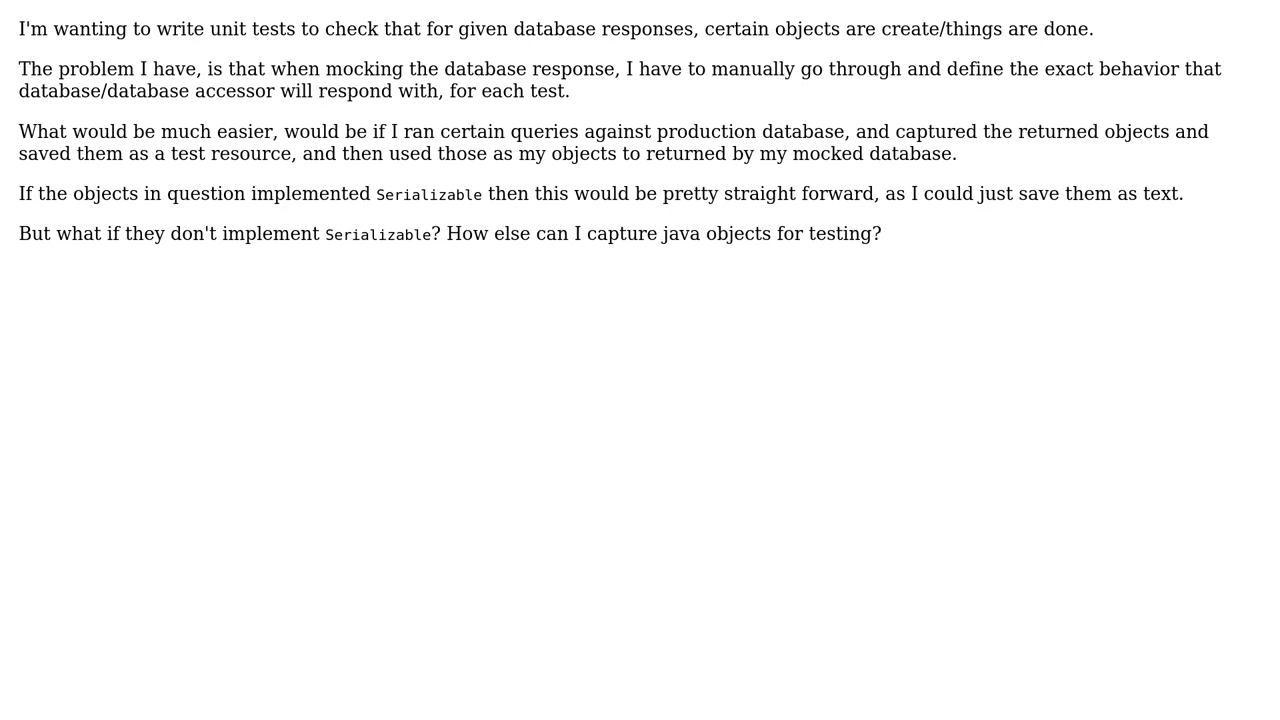 I'm wanting to write unit tests to check that for given database responses, certain objects are create/things are done.
The problem I have, is that when mocking the database response, I have to manually go through and define the exact behavior that
database/database accessor will respond with, for each test.
What would be much easier, would be if I ran certain queries against production database, and captured the returned objects and
saved them as a test resource, and then used those as my objects to returned by my mocked database.
If the objects in question implemented Serializable then this would be pretty straight forward, as I could just save them as text.
But what if they don't implement Serializable? How else can I capture java objects for testing?